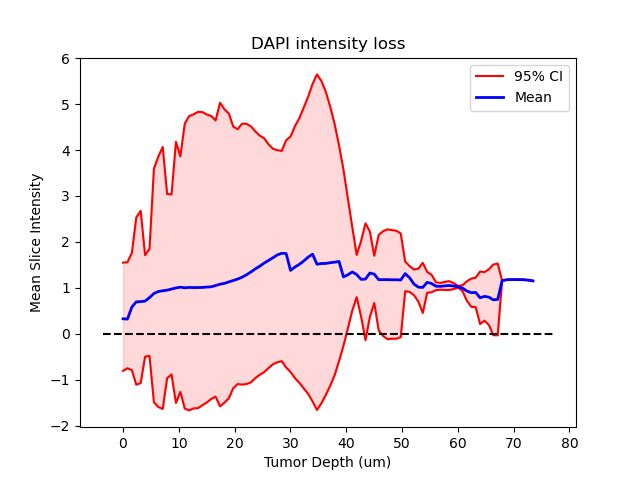 DAPI intensity loss
6
5
4
3
2
1
0
−1
−2
Mean Slice Intensity
95% CI
Mean
0 10 20 30 40 50 60 70 80
Tumor Depth (um)